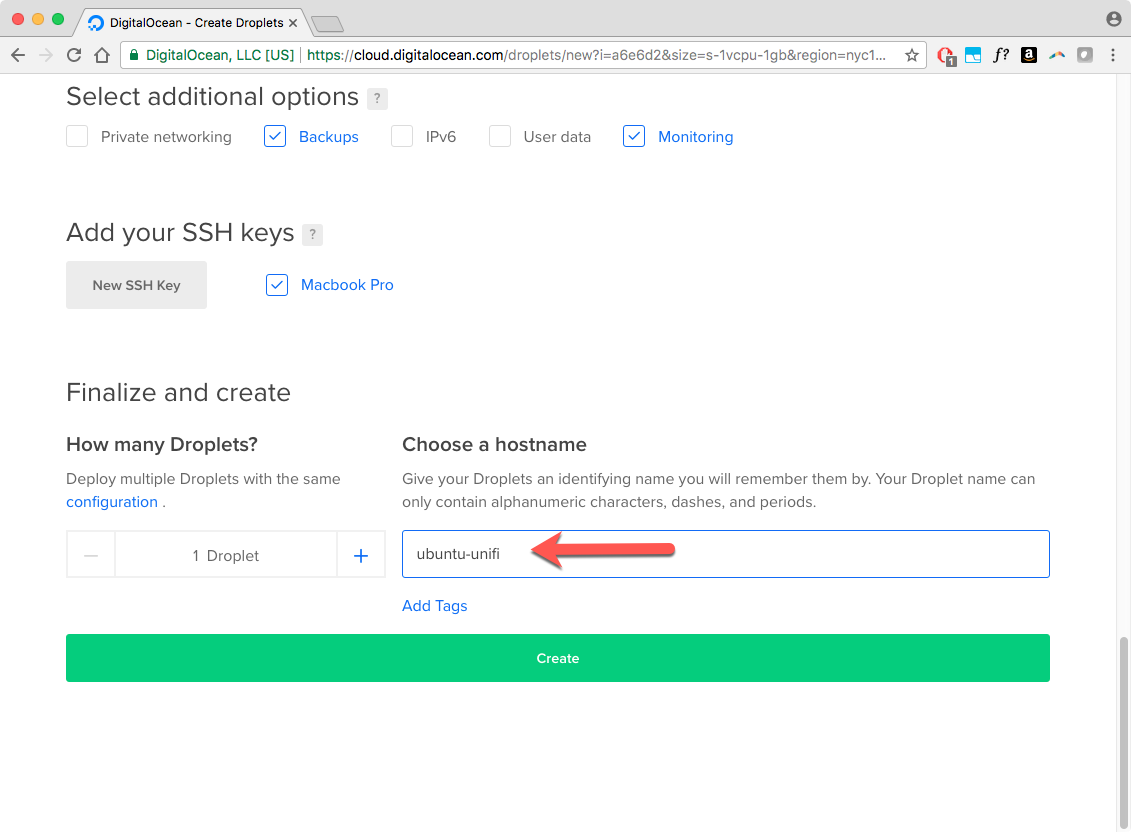 DigitalOcean - Create Droplets
DigitalOcean, LLC [US] https://cloud.digitalocean.com/droplets/new?i=a6e6d2&size=s-1vcpu-1gb&region=nyc1...
1
f?
a
Select additional options ?
Private networking Backups IPv6 User data Monitoring
Add your SSH keys ?
New SSH Key Macbook Pro
Finalize and create
How many Droplets?
Deploy multiple Droplets with the same
configuration .
1 Droplet
Choose a hostname
Give your Droplets an identifying name you will remember them by. Your Droplet name can
only contain alphanumeric characters, dashes, and periods.
ubuntu-unifi
Add Tags
Create